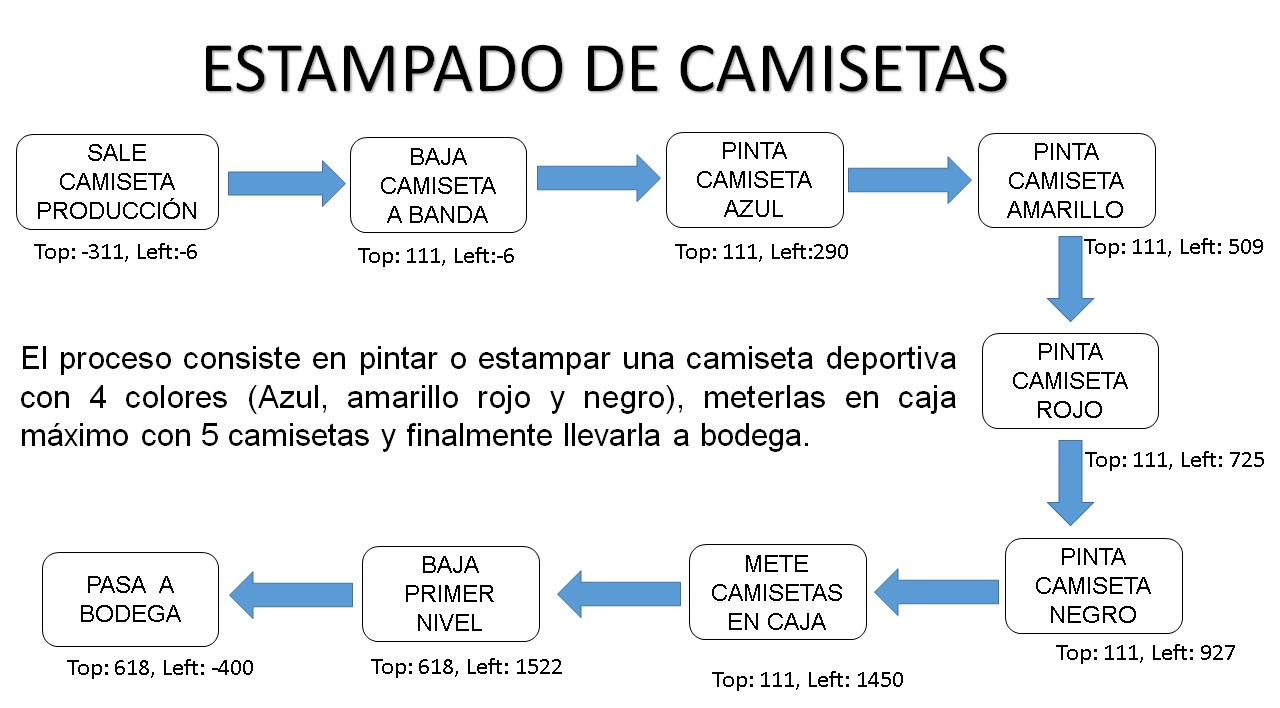 ESTAMPADO DE CAMISETAS
SALE
CAMISETA
PRODUCCIÓN
Top: -311, Left:-6
BAJA
CAMISETA
A BANDA
Top: 111, Left:-6
PINTA
CAMISETA
AZUL
Top: 111, Left:290
PINTA
CAMISETA
AMARILLO
Top: 111, Left: 509
El proceso consiste en pintar o estampar una camiseta deportiva
con 4 colores (Azul, amarillo rojo y negro), meterlas en caja
máximo con 5 camisetas y finalmente llevarla a bodega.
PINTA
CAMISETA
ROJO
Top: 111, Left: 725
PINTA
CAMISETA
NEGRO
Top: 111, Left: 927
METE
CAMISETAS
EN CAJA
Top: 111, Left: 1450
BAJA
PRIMER
NIVEL
Top: 618, Left: 1522
PASA A
BODEGA
Top: 618, Left: -400